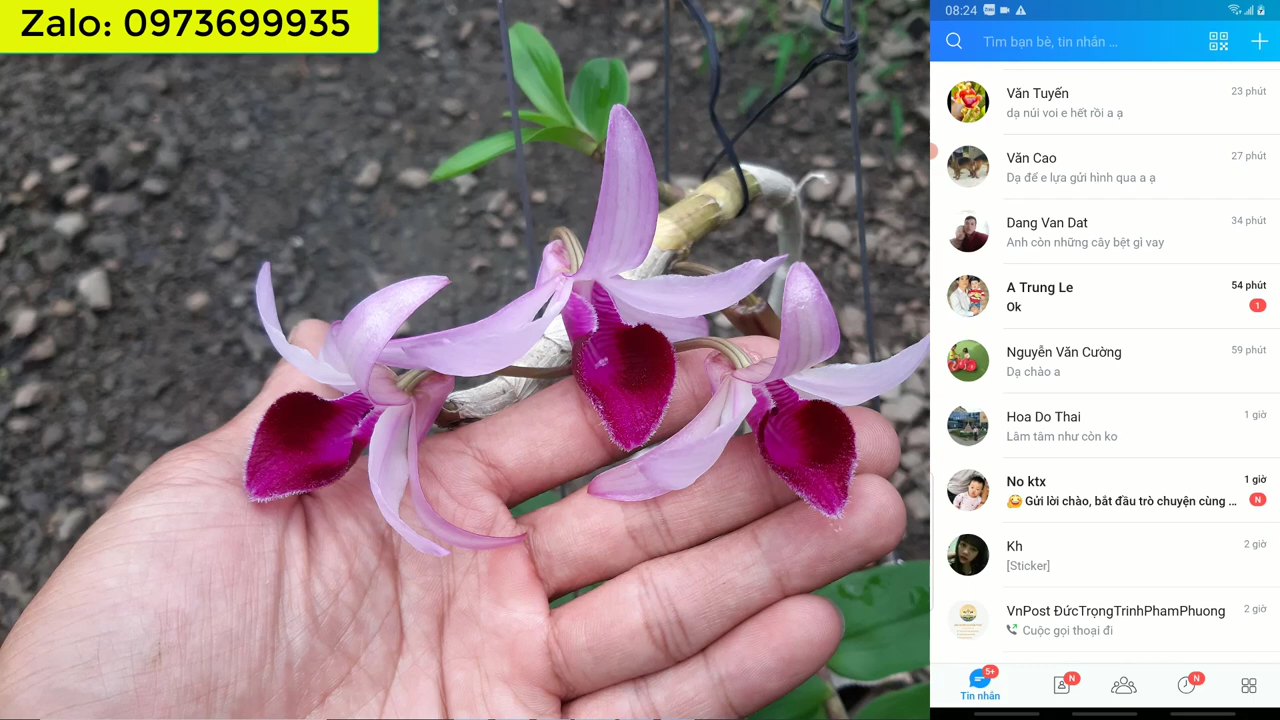 Zalo: 0973699935
08:24
Tìm bạn bè, tin nhắn ...
Văn Tuyến
23 phút
dạ núi voi e hết rồi a ạ
Văn Cao
27 phút
Dạ để e lựa gửi hình qua a ạ
Dang Van Dat
34 phút
Anh còn những cây bệt gì vay
A Trung Le
54 phút
Ok
1
Nguyễn Văn Cường
59 phút
Dạ chào a
Hoa Do Thai
1 giờ
Lâm tâm như còn ko
No ktx
1 giờ
Gửi lời chào, bắt đầu trò chuyện cùng ...
N
Kh
2 giờ
[Sticker]
VnPost ĐứcTrọngTrinhPhamPhuong
2 giờ
Cuộc gọi thoại đi
5+
N
N
Tin nhắn